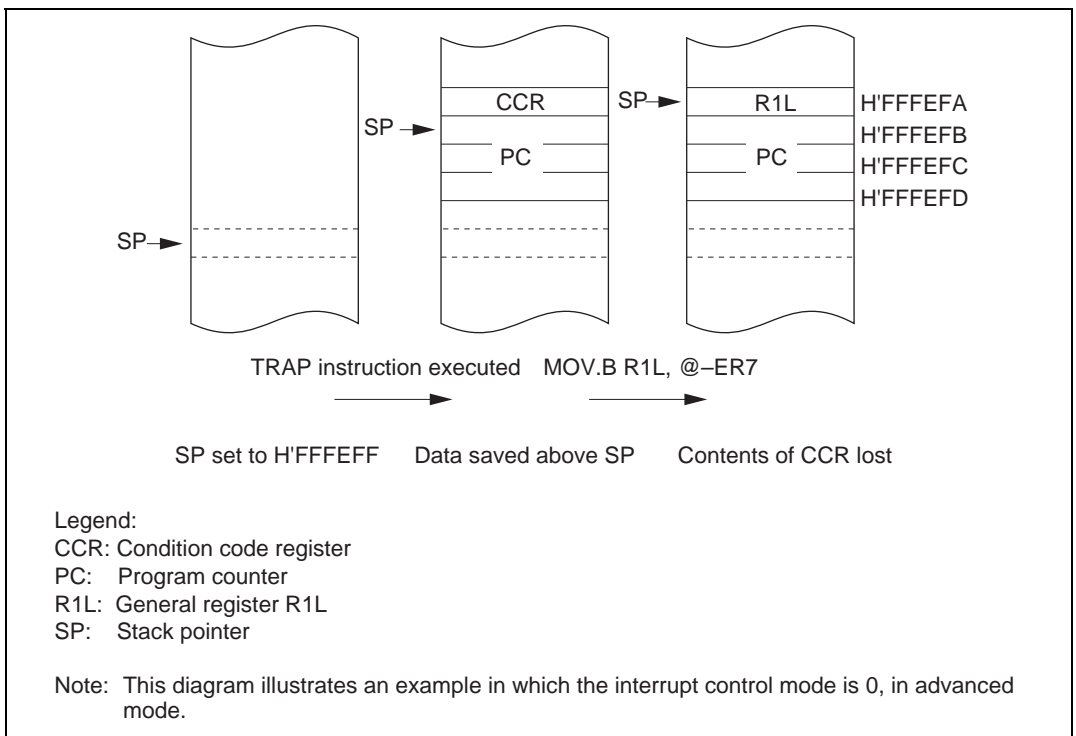 CCR
SP
R1L
H'FFFEFA
SP
H'FFFEFB
PC
PC
H'FFFEFC
H'FFFEFD
SP
TRAP instruction executed MOV.B R1L, @–ER7
SP set to H'FFFEFF Data saved above SP Contents of CCR lost
Legend:
CCR: Condition code register
PC: Program counter
R1L: General register R1L
SP: Stack pointer
Note: This diagram illustrates an example in which the interrupt control mode is 0, in advanced
mode.